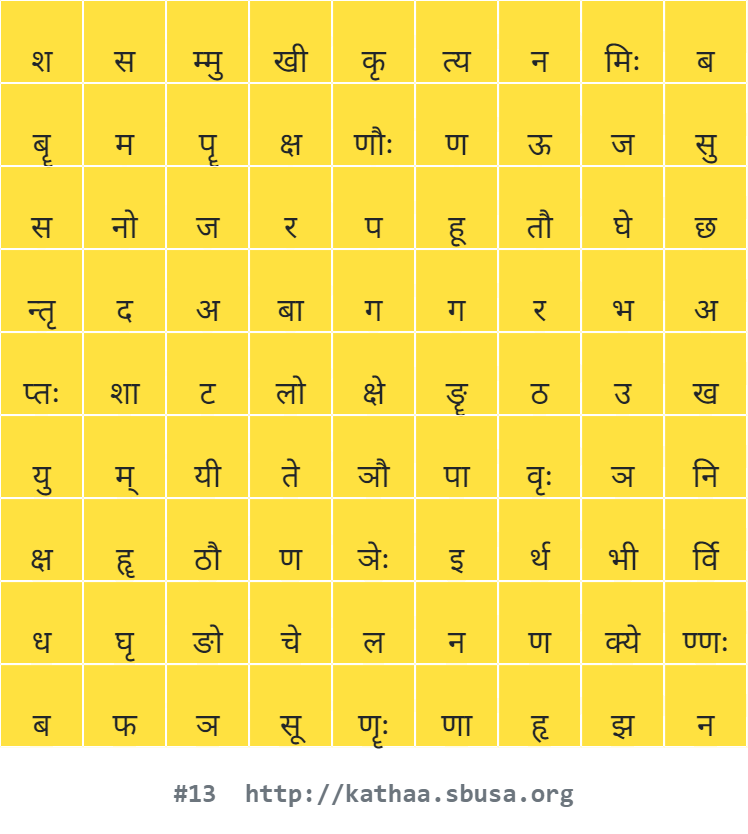 श स म्मु खी कृ त्य न मिः ब
बॄ म पॄ क्ष णौः ण ऊ ज सु
स नो ज र प हू तौ घे छ
न्तृ द अ बा ग ग र भ अ
प्तः शा ट लो क्षे ङॄ ठ उ ख
यु म् यी ते ञौ पा वृः ञ नि
क्ष हॄ ठौ ण ञेः इ र्थ भी र्वि
ध घृ ङो चे ल न ण क्ये ण्णः
ब फ ञ सू णॄः णा हृ झ न
#13 http://kathaa.sbusa.org